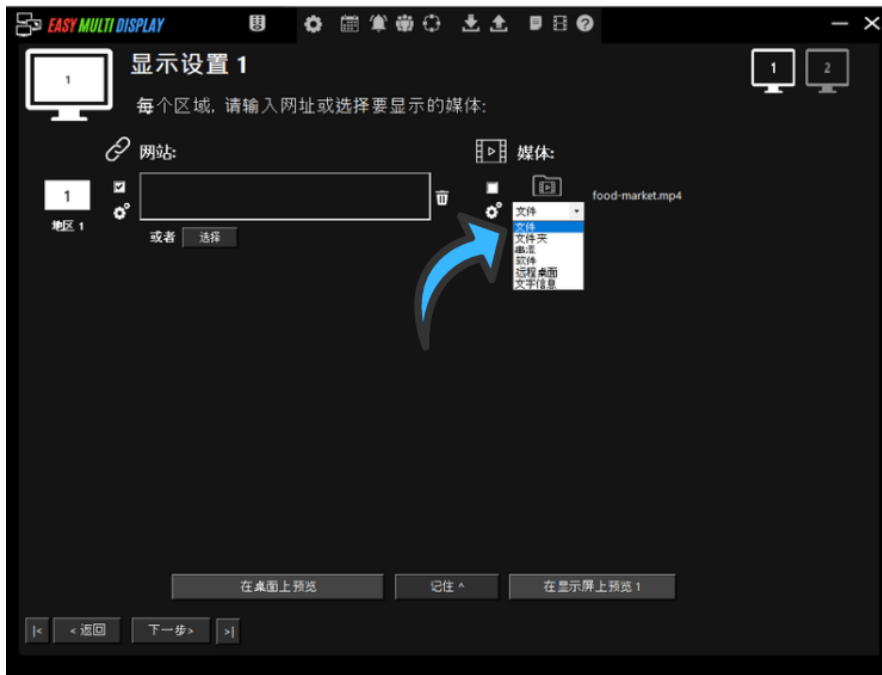 EASY MULTI DISPLAY
1
显示设置 1
1
2
每个区域, 请输入网址或选择要显示的媒体:
网站:
媒体:
1
地区 1
food-market.mp4
文件
或者
选择
文件
文件夹
串流
软件
远程桌面
文字信息
在桌面上预览
记住 ^
在显示屏上预览 1
|<
< 返回
下一步>
>|